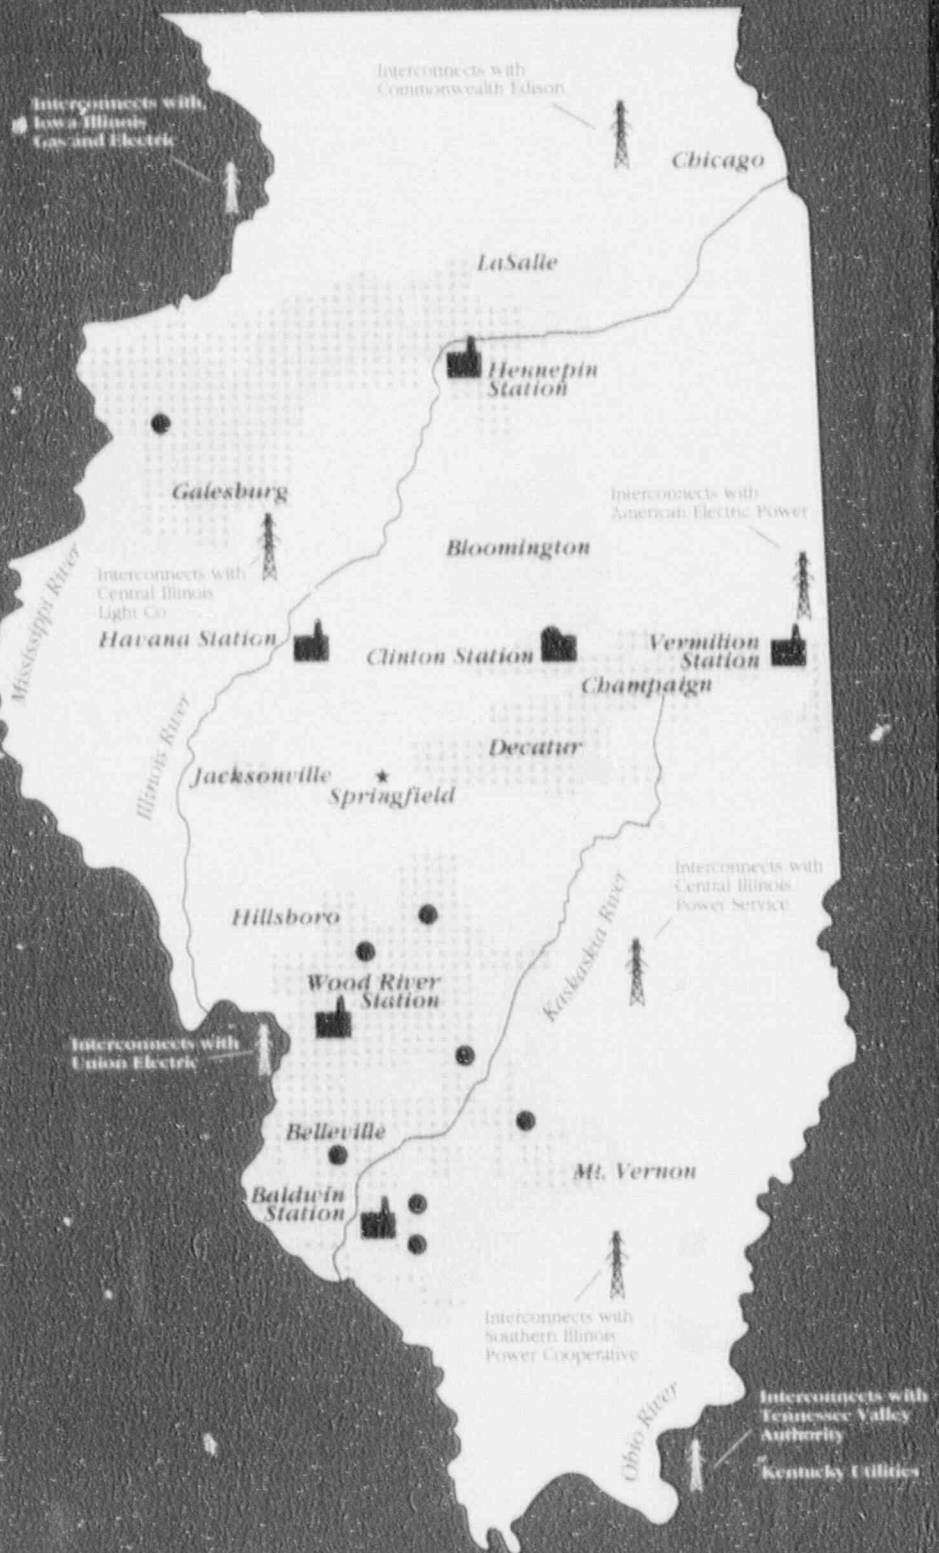 Interconnects with
Commonwealth Edison
Interconnects with
Iowa Illinois
Gas and Electric
Chicago
LaSalle
Hennepin
Station
Galesburg
Interconnects with
American Electric Power
Bloomington
Mississippi River
Interconnects with
Central Illinois
Light Co
Havana Station
Clinton Station
Vermilion
Station
Champaign
Illinois River
Decatur
Jacksonville
Springfield
Interconnects with
Central Illinois
Power Service
Hillsboro
Kaskaskia River
Wood River
Station
Interconnects with
Union Electric
Belleville
Mt. Vernon
Baldwin
Station
Interconnects with
Southern Illinois
Power Cooperative
Ohio River
Interconnects with
Tennessee Valley
Authority
Kentucky Utilities